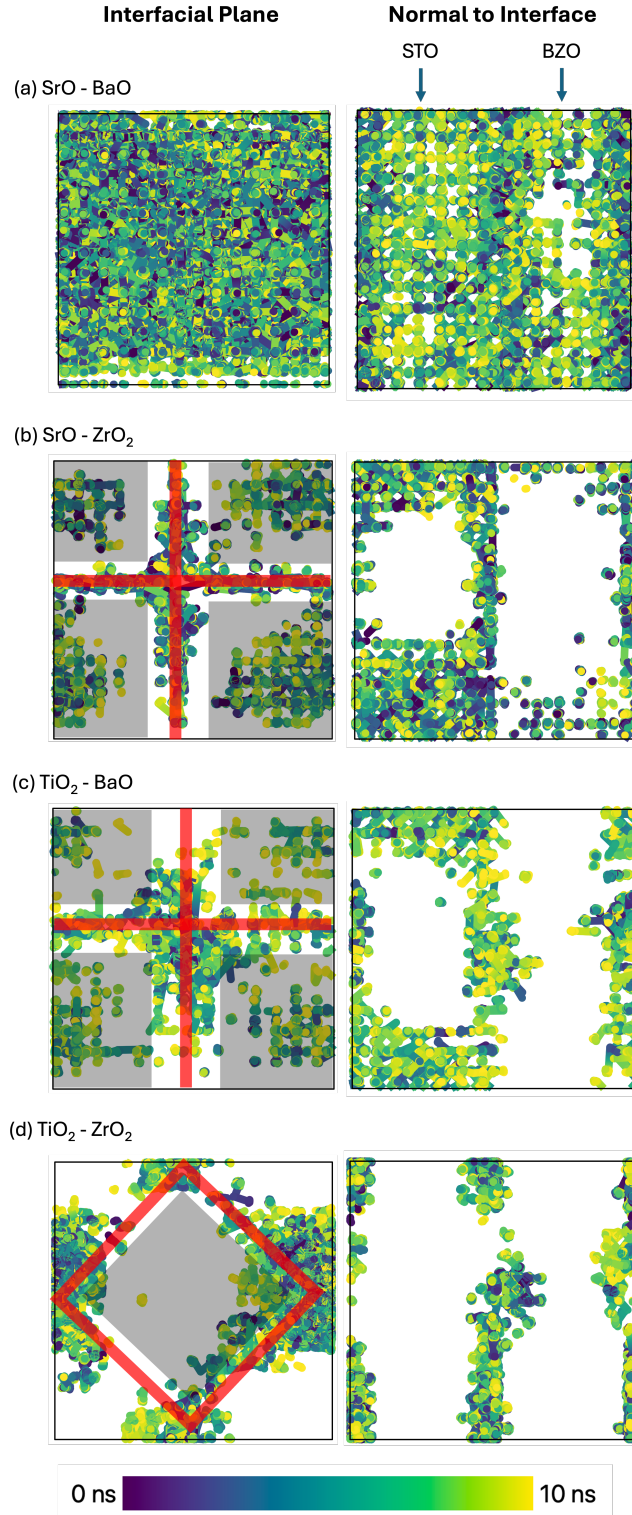 Interfacial Plane
Normal to Interface
STO
BZO
(a) SrO - BaO
(b) SrO - ZrO₂
(c) TiO₂ - BaO
(d) TiO₂ - ZrO₂
0 ns
10 ns